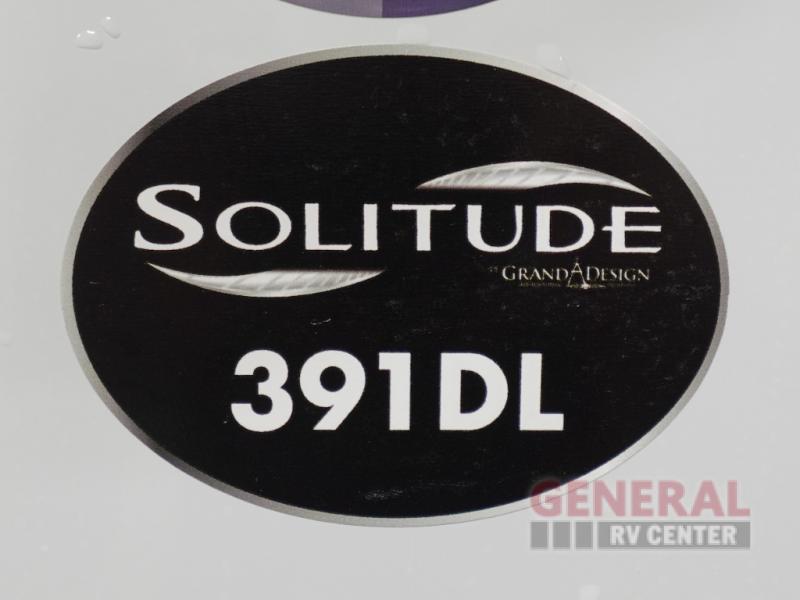 SOLITUDE
BY GRAND DESIGN
391DL
GENERAL
RV CENTER